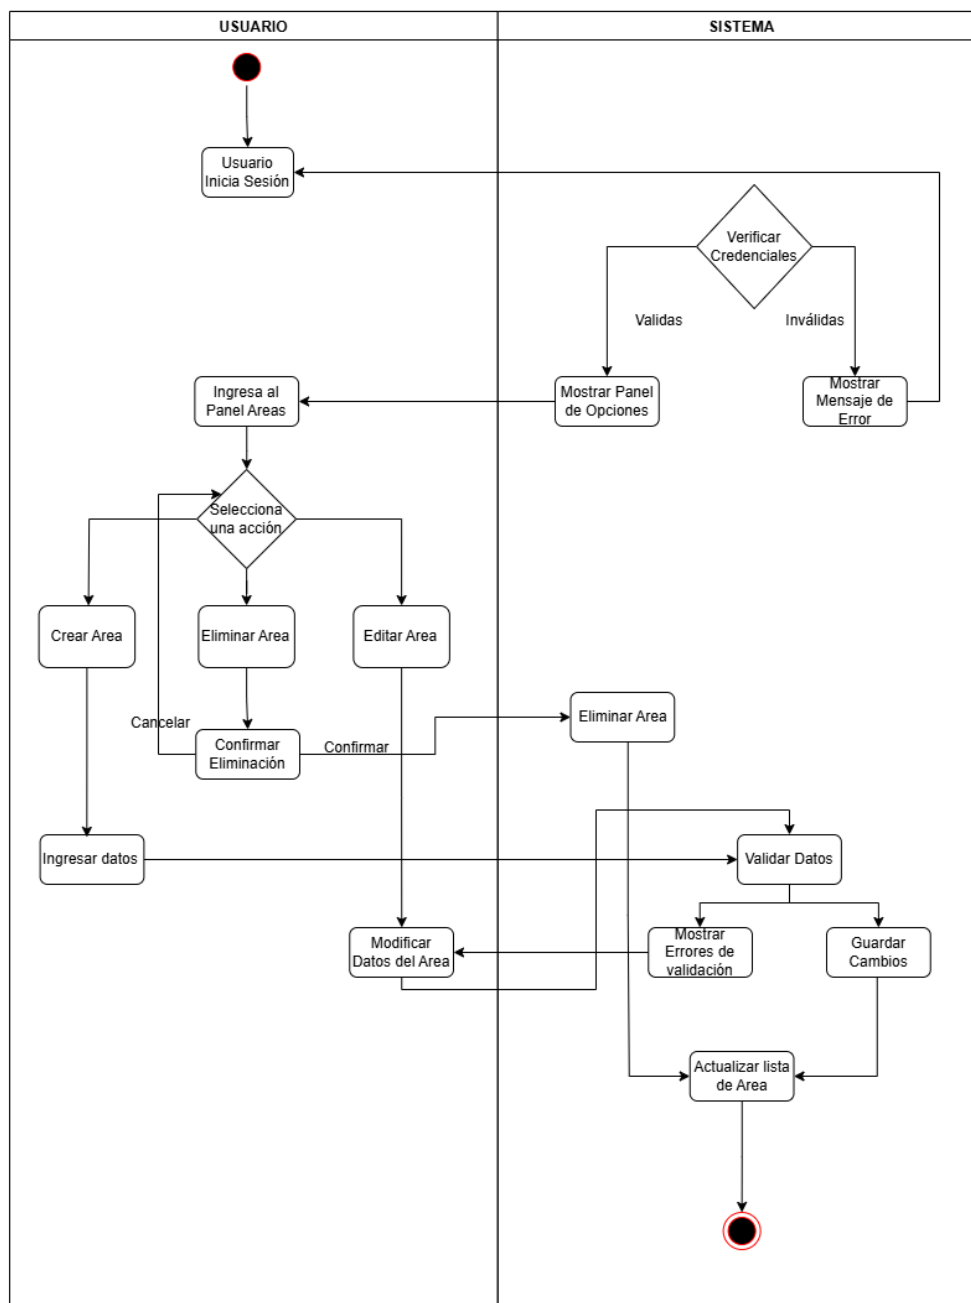 USUARIO
SISTEMA
Usuario
Inicia Sesión
Verificar
Credenciales
Validas
Inválidas
Ingresa al
Panel Areas
Mostrar Panel
de Opciones
Mostrar
Mensaje de
Error
Selecciona
una acción
Crear Area
Eliminar Area
Editar Area
Eliminar Area
Cancelar
Confirmar
Eliminación
Confirmar
Ingresar datos
Validar Datos
Modificar
Datos del Area
Mostrar
Errores de
validación
Guardar
Cambios
Actualizar lista
de Area